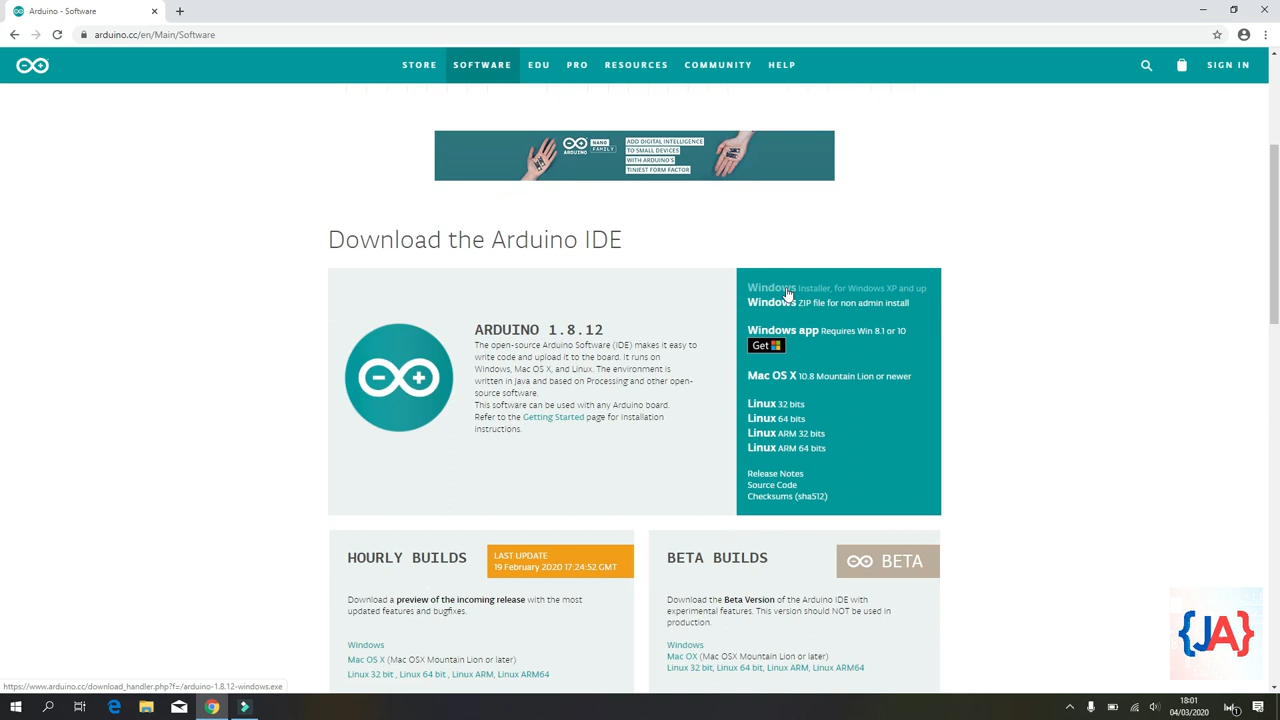 Arduino - Software
arduino.cc/en/Main/Software
STORE SOFTWARE EDU PRO RESOURCES COMMUNITY HELP SIGN IN
ARDUINO
NANO
FAMILY
ADD DIGITAL INTELLIGENCE
TO SMALL DEVICES
WITH ARDUINO'S
TINIEST FORM FACTOR
Download the Arduino IDE
ARDUINO 1.8.12
The open-source Arduino Software (IDE) makes it easy to
write code and upload it to the board. It runs on
Windows, Mac OS X, and Linux. The environment is
written in Java and based on Processing and other open-
source software.
This software can be used with any Arduino board.
Refer to the Getting Started page for Installation
instructions.
Windows Installer, for Windows XP and up
Windows ZIP file for non admin install
Windows app Requires Win 8.1 or 10
Get
Mac OS X 10.8 Mountain Lion or newer
Linux 32 bits
Linux 64 bits
Linux ARM 32 bits
Linux ARM 64 bits
Release Notes
Source Code
Checksums (sha512)
HOURLY BUILDS
LAST UPDATE
19 February 2020 17:24:52 GMT
Download a preview of the incoming release with the most
updated features and bugfixes.
Windows
Mac OS X (Mac OSX Mountain Lion or later)
Linux 32 bit , Linux 64 bit , Linux ARM, Linux ARM64
BETA BUILDS
BETA
Download the Beta Version of the Arduino IDE with
experimental features. This version should NOT be used in
production.
Windows
Mac OX (Mac OSX Mountain Lion or later)
Linux 32 bit, Linux 64 bit, Linux ARM, Linux ARM64
{JA}
https://www.arduino.cc/download_handler.php?f=/arduino-1.8.12-windows.exe
18:01
04/03/2020